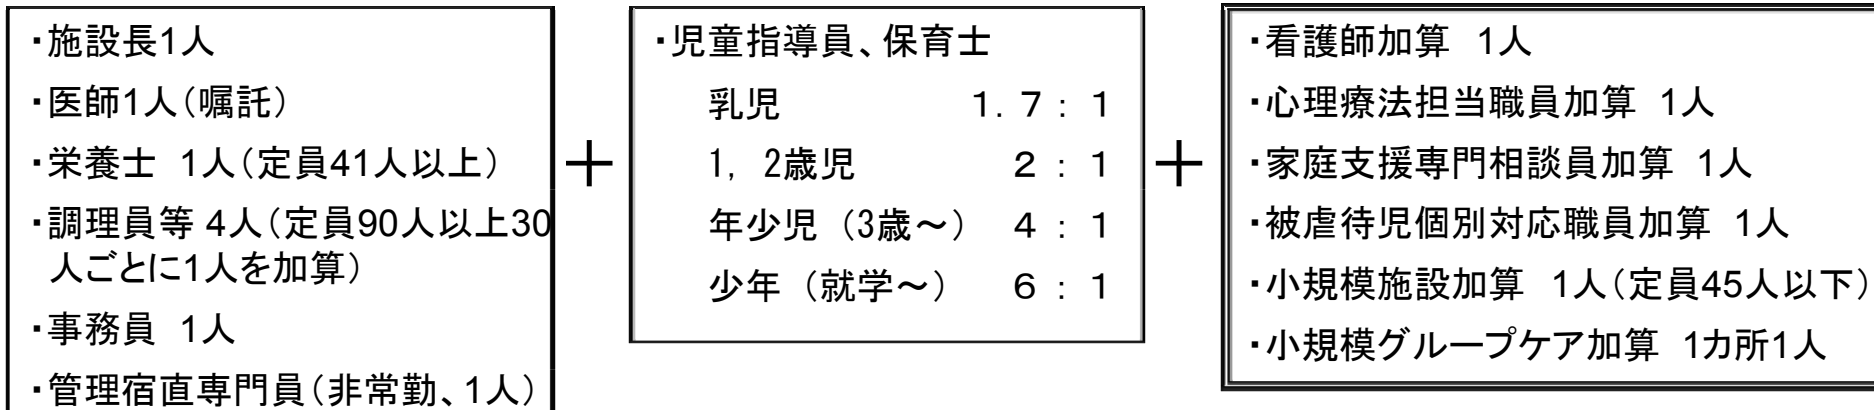 ・施設長1人
・医師1人（嘱託）
・栄養士 1人（定員41人以上）
・調理員等 4人（定員90人以上30
人ごとに1人を加算）
・事務員 1人
・管理宿直専門員（非常勤、1人）
＋
・児童指導員、保育士
乳児 1．7：1
1，2歳児 2：1
年少児（3歳～） 4：1
少年（就学～） 6：1
＋
・看護師加算 1人
・心理療法担当職員加算 1人
・家庭支援専門相談員加算 1人
・被虐待児個別対応職員加算 1人
・小規模施設加算 1人（定員45人以下）
・小規模グループケア加算 1カ所1人